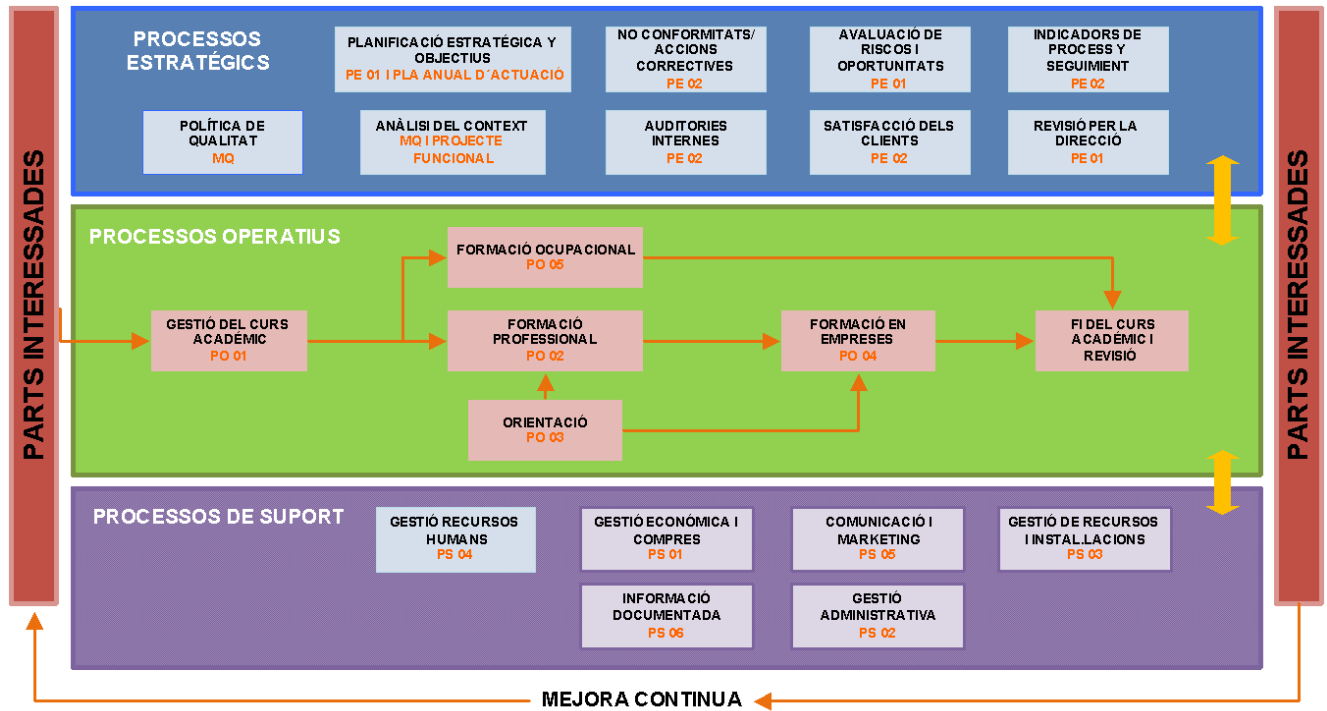 PARTS INTERESSADES
PROCESSOS
ESTRATÉGICS
PLANIFICACIÓ ESTRATÉGICA Y
OBJECTIUS
PE 01 I PLA ANUAL D´ACTUACIÓ
NO CONFORMITATS/
ACCIONS
CORRECTIVES
PE 02
AVALUACIÓ DE
RISCOS I
OPORTUNITATS
PE 01
INDICADORS DE
PROCESS Y
SEGUIMIENT
PE 02
POLÍTICA DE
QUALITAT
MQ
ANÀLISI DEL CONTEXT
MQ I PROJECTE
FUNCIONAL
AUDITORIES
INTERNES
PE 02
SATISFACCIÓ DELS
CLIENTS
PE 02
REVISIÓ PER LA
DIRECCIÓ
PE 01
PROCESSOS OPERATIUS
FORMACIÓ OCUPACIONAL
PO 05
GESTIÓ DEL CURS
ACADÉMIC
PO 01
FORMACIÓ
PROFESSIONAL
PO 02
FORMACIÓ EN
EMPRESES
PO 04
FI DEL CURS
ACADÉMIC I
REVISIÓ
ORIENTACIÓ
PO 03
PROCESSOS DE SUPORT
GESTIÓ RECURSOS
HUMANS
PS 04
GESTIÓ ECONÓMICA I
COMPRES
PS 01
COMUNICACIÓ I
MARKETING
PS 05
GESTIÓ DE RECURSOS
I INSTAL.LACIONS
PS 03
INFORMACIÓ
DOCUMENTADA
PS 06
GESTIÓ
ADMINISTRATIVA
PS 02
PARTS INTERESSADES
MEJORA CONTINUA